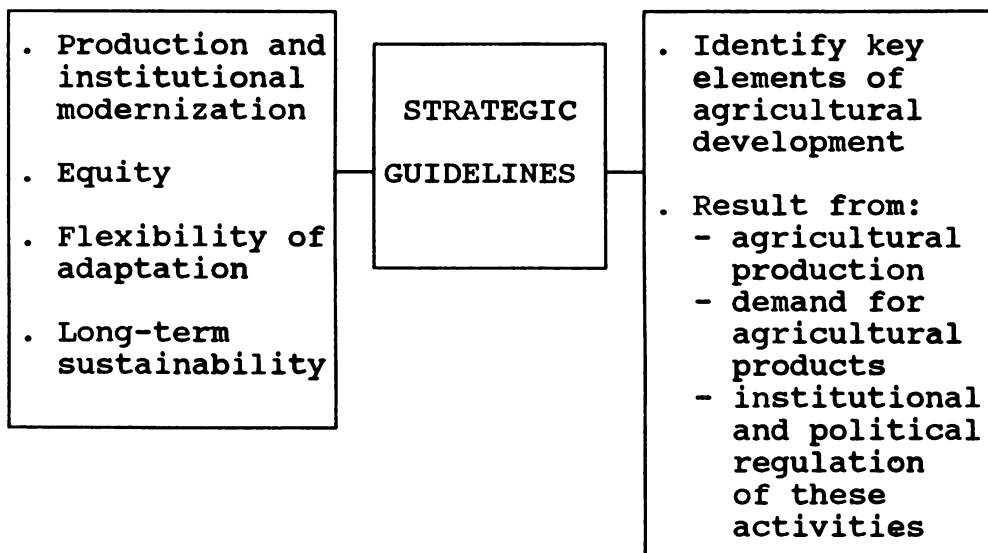 . Production and
institutional
modernization
. Equity
. Flexibility of
adaptation
. Long-term
sustainability
STRATEGIC
GUIDELINES
. Identify key
elements of
agricultural
development
. Result from:
- agricultural
production
- demand for
agricultural
products
- institutional
and political
regulation
of these
activities